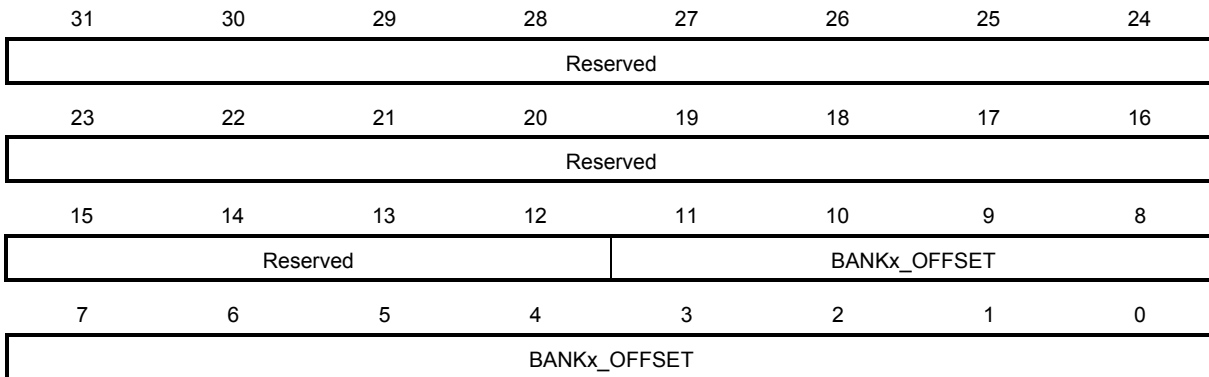 31 30 29 28 27 26 25 24
Reserved
23 22 21 20 19 18 17 16
Reserved
15 14 13 12 11 10 9 8
Reserved BANKx_OFFSET
7 6 5 4 3 2 1 0
BANKx_OFFSET